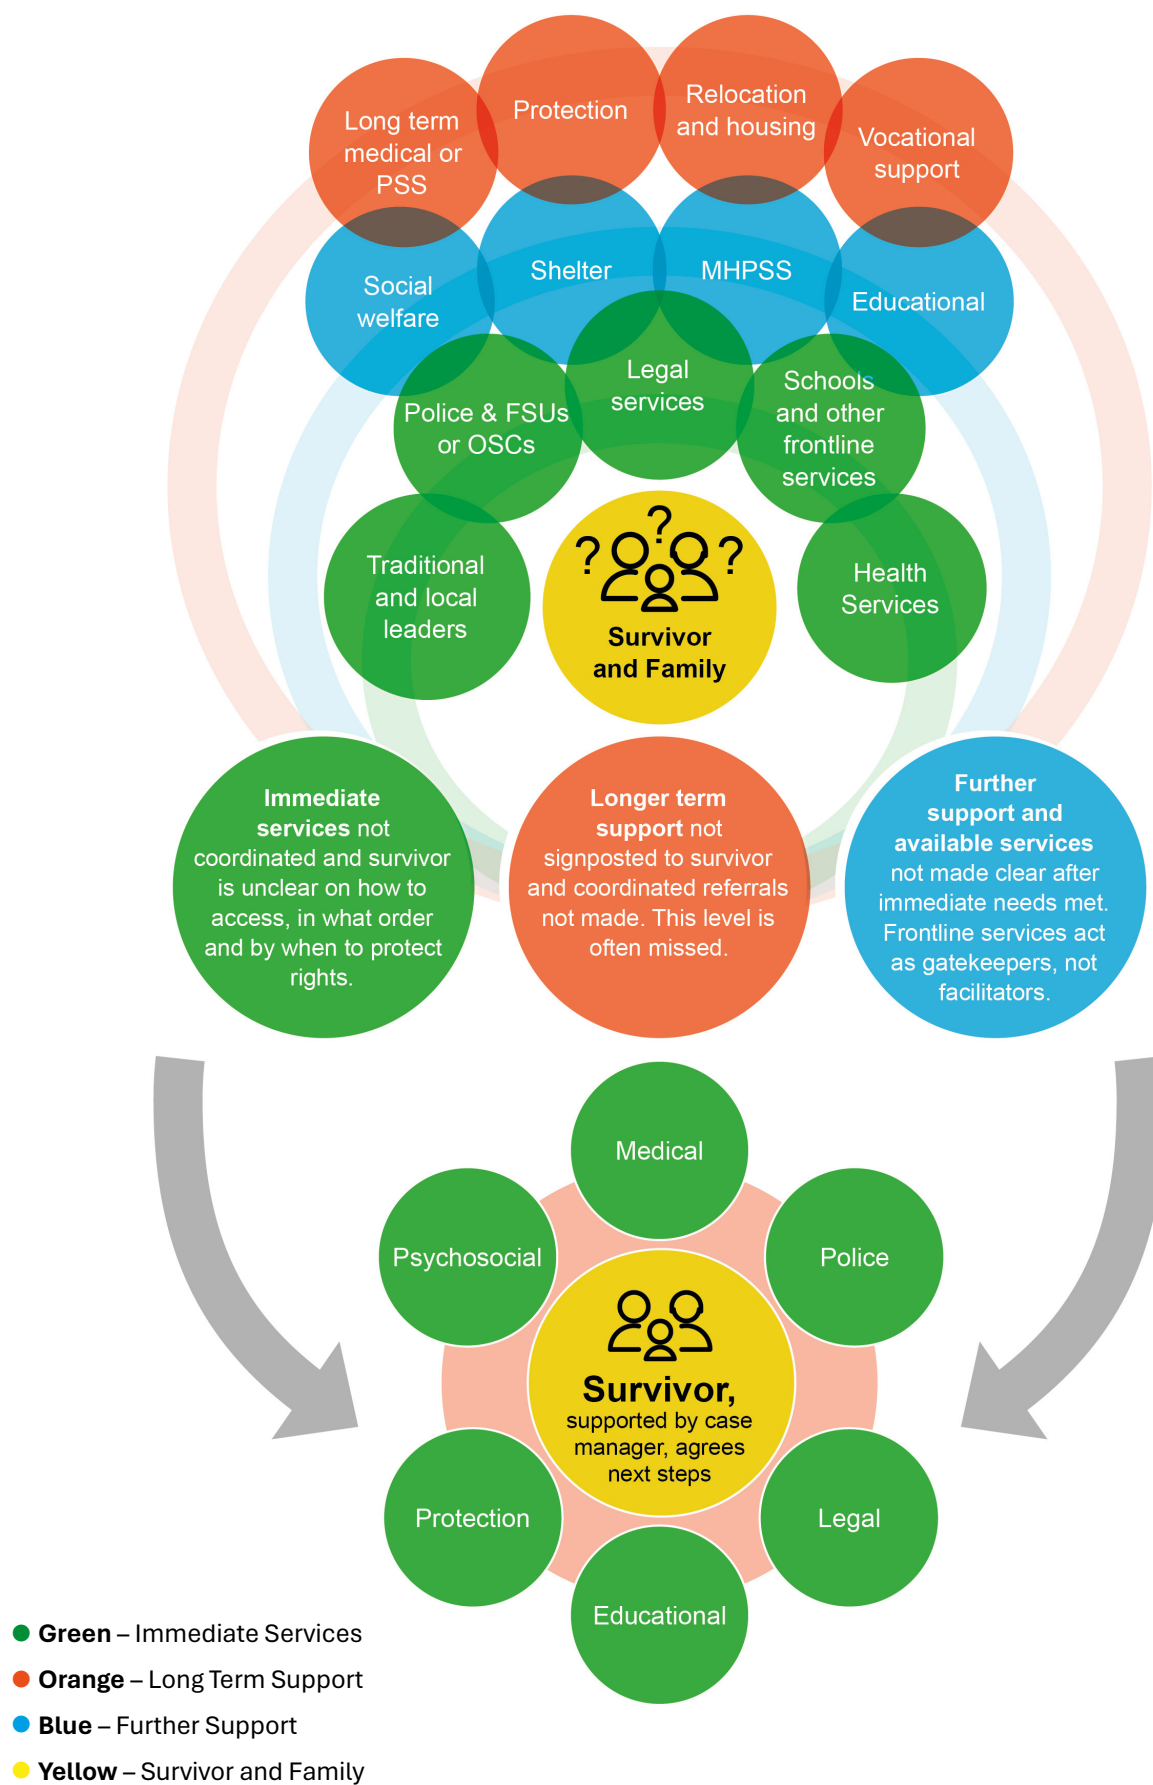 Long term
medical or
PSS
Protection
Relocation
and housing
Vocational
support
Social
welfare
Shelter
MHPSS
Educational
Police & FSUs
or OSCs
Legal
services
Schools
and other
frontline
services
Traditional
and local
leaders
? ? ?
Survivor
and Family
Health
Services
Immediate
services not
coordinated and survivor
is unclear on how to
access, in what order
and by when to protect
rights.
Longer term
support not
signposted to survivor
and coordinated referrals
not made. This level is
often missed.
Further
support and
available services
not made clear after
immediate needs met.
Frontline services act
as gatekeepers, not
facilitators.
Medical
Psychosocial
Police
Survivor,
supported by case
manager, agrees
next steps
Protection
Legal
Educational
Green – Immediate Services
Orange – Long Term Support
Blue – Further Support
Yellow – Survivor and Family